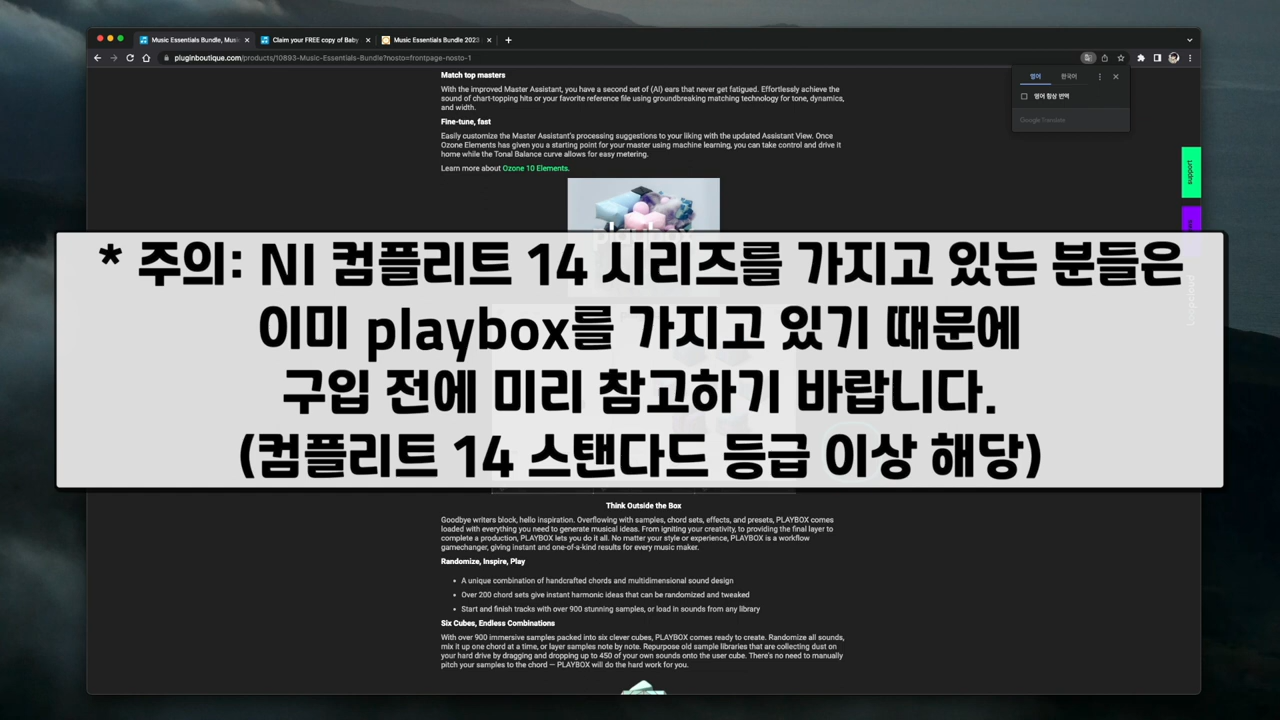 Music Essentials Bundle, Musi
Claim your FREE copy of Baby
Music Essentials Bundle 2023
pluginboutique.com/products/10893-Music-Essentials-Bundle?nosto=frontpage-nosto-1
영어
한국어
영어 항상 번역
Google Translate
Match top masters
With the improved Master Assistant, you have a second set of (AI) ears that never get fatigued. Effortlessly achieve the
sound of chart-topping hits or your favorite reference file using groundbreaking matching technology for tone, dynamics,
and width.
Fine-tune, fast
Easily customize the Master Assistant's processing suggestions to your liking with the updated Assistant View. Once
Ozone Elements has given you a starting point for your master using machine learning, you can take control and drive it
home while the Tonal Balance curve allows for easy metering.
Learn more about Ozone 10 Elements.
support
playbox
* 주의: NI 컴플리트 14 시리즈를 가지고 있는 분들은
이미 playbox를 가지고 있기 때문에
구입 전에 미리 참고하기 바랍니다.
(컴플리트 14 스탠다드 등급 이상 해당)
Loopcloud
Think Outside the Box
Goodbye writers block, hello inspiration. Overflowing with samples, chord sets, effects, and presets, PLAYBOX comes
loaded with everything you need to generate musical ideas. From igniting your creativity, to providing the final layer to
complete a production, PLAYBOX lets you do it all. No matter your style or experience, PLAYBOX is a workflow
gamechanger, giving instant and one-of-a-kind results for every music maker.
Randomize, Inspire, Play
• A unique combination of handcrafted chords and multidimensional sound design
• Over 200 chord sets give instant harmonic ideas that can be randomized and tweaked
• Start and finish tracks with over 900 stunning samples, or load in sounds from any library
Six Cubes, Endless Combinations
With over 900 immersive samples packed into six clever cubes, PLAYBOX comes ready to create. Randomize all sounds,
mix it up one chord at a time, or layer samples note by note. Repurpose old sample libraries that are collecting dust on
your hard drive by dragging and dropping up to 450 of your own sounds onto the user cube. There's no need to manually
pitch your samples to the chord — PLAYBOX will do the hard work for you.